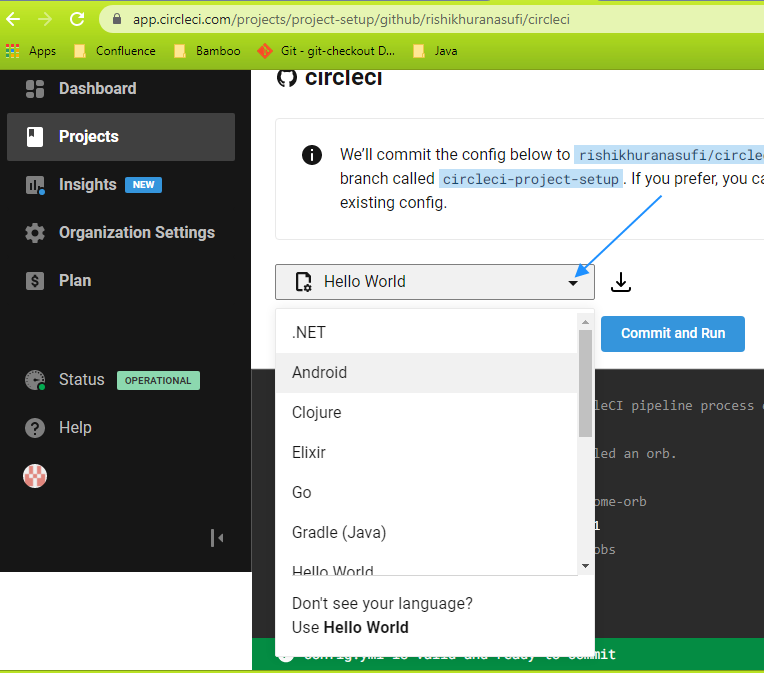 app.circleci.com/projects/project-setup/github/rishikhuranasufi/circleci
Apps
Confluence
Bamboo
Git - git-checkout D...
Java
Dashboard
Projects
Insights NEW
Organization Settings
$ Plan
Status OPERATIONAL
? Help
circleci
We'll commit the config below to rishikhuranasufi/circlec
branch called circleci-project-setup. If you prefer, you ca
existing config.
Hello World
Commit and Run
.NET
Android
Clojure
Elixir
Go
Gradle (Java)
Hello World
Don't see your language?
Use Hello World
leCI pipeline process
led an orb.
ome-orb
1
obs
config.yml is valid and ready to commit